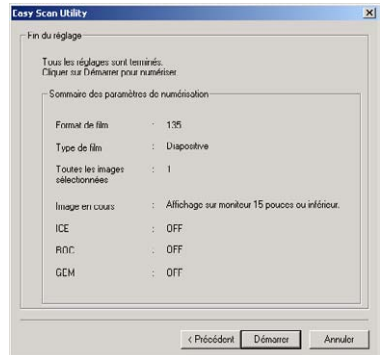 Easy Scan Utility
Fin du réglage
Tous les réglages sont terminés.
Cliquer sur Démarrer pour numériser
Sommaire des paramètres de numérisation
Format de film : 135
Type de film : Diapositive
Toutes les images : 1
sélectionnées
Image en cours : Affichage sur moniteur 15 pouces ou inférieur.
ICE : OFF
ROC : OFF
GEM : OFF
< Précédent Démarrer Annuler